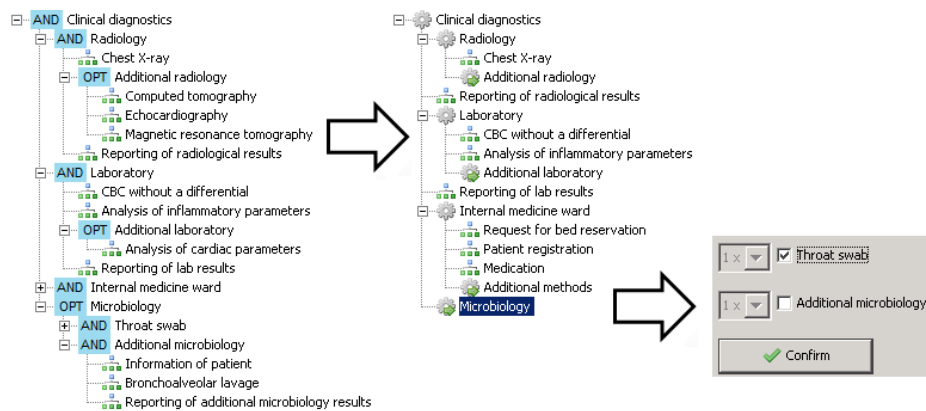 AND Clinical diagnostics
AND Radiology
Chest X-ray
OPT Additional radiology
Computed tomography
Echocardiography
Magnetic resonance tomography
Reporting of radiological results
AND Laboratory
CBC without a differential
Analysis of inflammatory parameters
OPT Additional laboratory
Analysis of cardiac parameters
Reporting of lab results
AND Internal medicine ward
OPT Microbiology
AND Throat swab
AND Additional microbiology
Information of patient
Bronchoalveolar lavage
Reporting of additional microbiology results
Clinical diagnostics
Radiology
Chest X-ray
Additional radiology
Reporting of radiological results
Laboratory
CBC without a differential
Analysis of inflammatory parameters
Additional laboratory
Reporting of lab results
Internal medicine ward
Request for bed reservation
Patient registration
Medication
Additional methods
Microbiology
1 x Throat swab
1 x Additional microbiology
Confirm